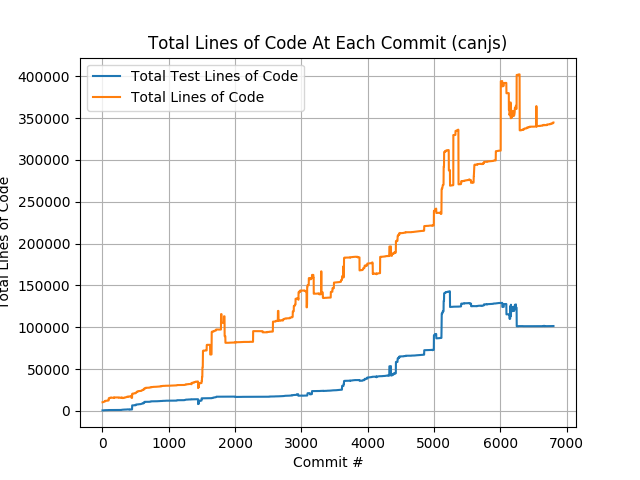 Total Lines of Code At Each Commit (canjs)
Total Test Lines of Code
Total Lines of Code
400000
350000
300000
250000
200000
150000
100000
50000
0
Total Lines of Code
0 1000 2000 3000 4000 5000 6000 7000
Commit #